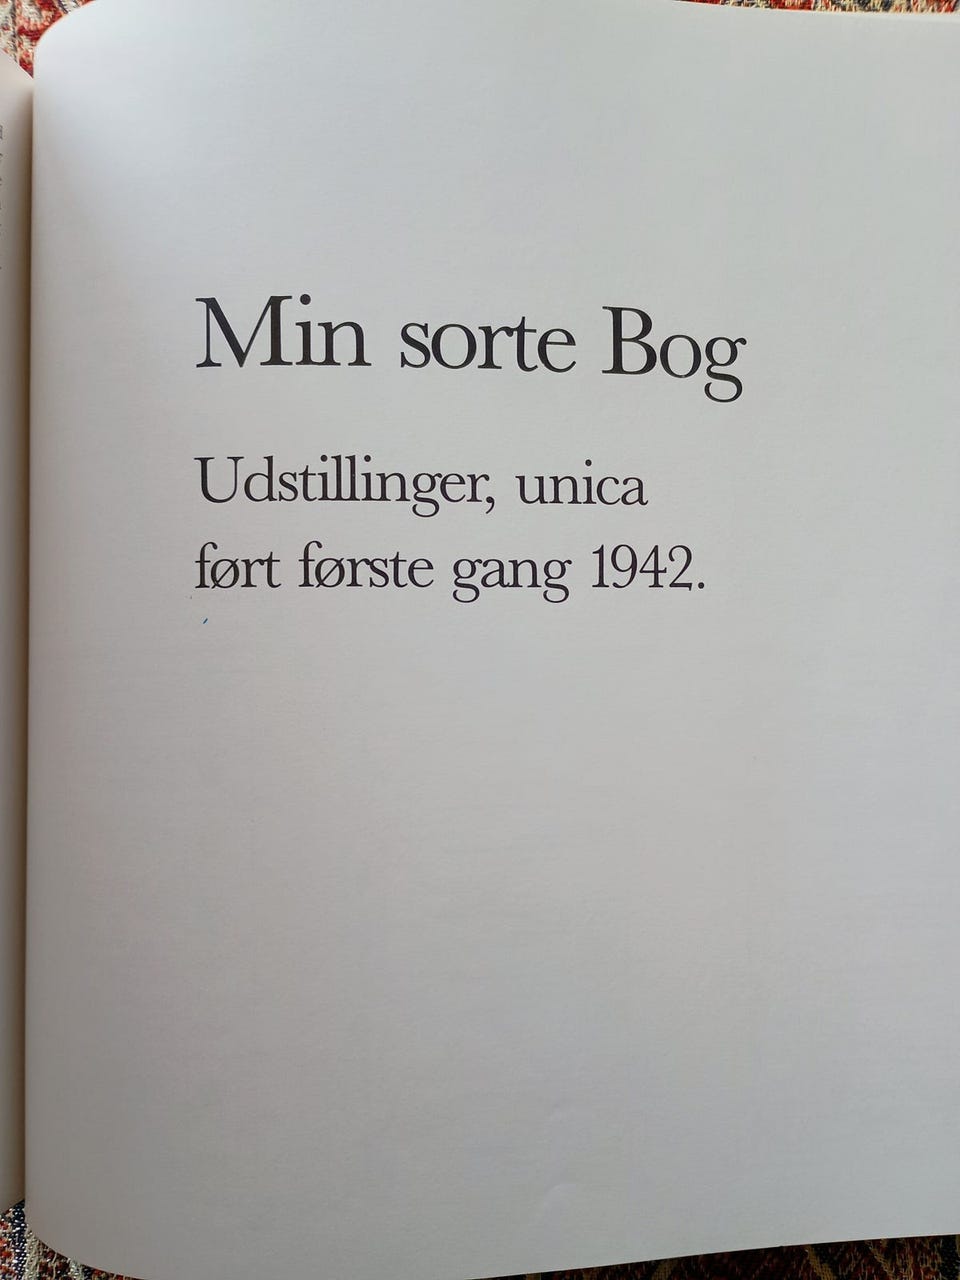 Min sorte Bog
Udstillinger, unica
ført første gang 1942.